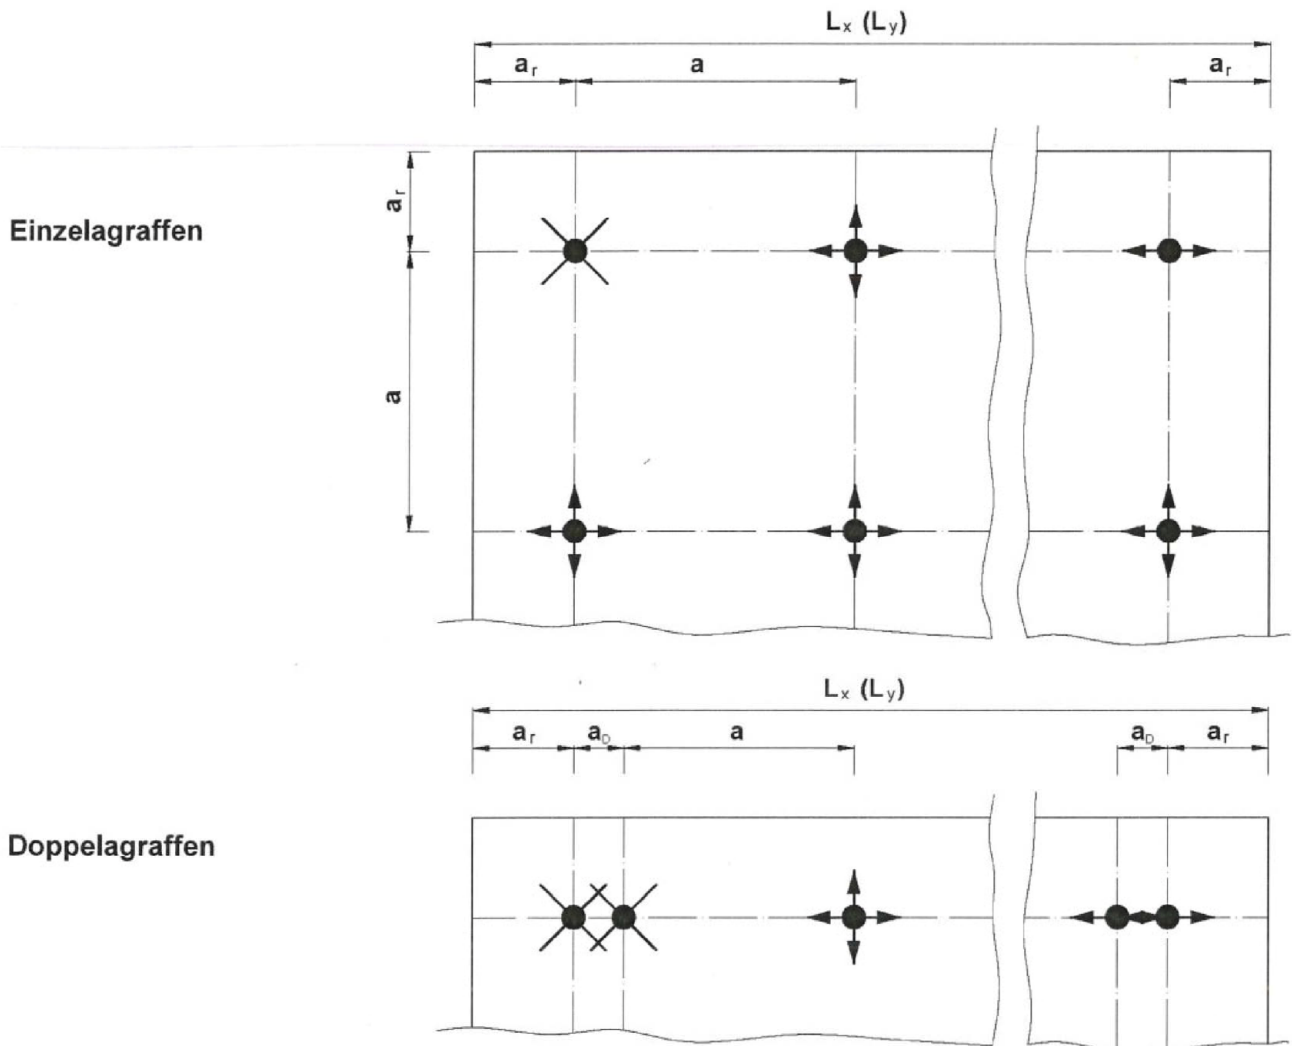 Lx (Ly)
ar a ar
ar
Einzelagraffen
a
Lx (Ly)
ar aD a aD ar
Doppelagraffen